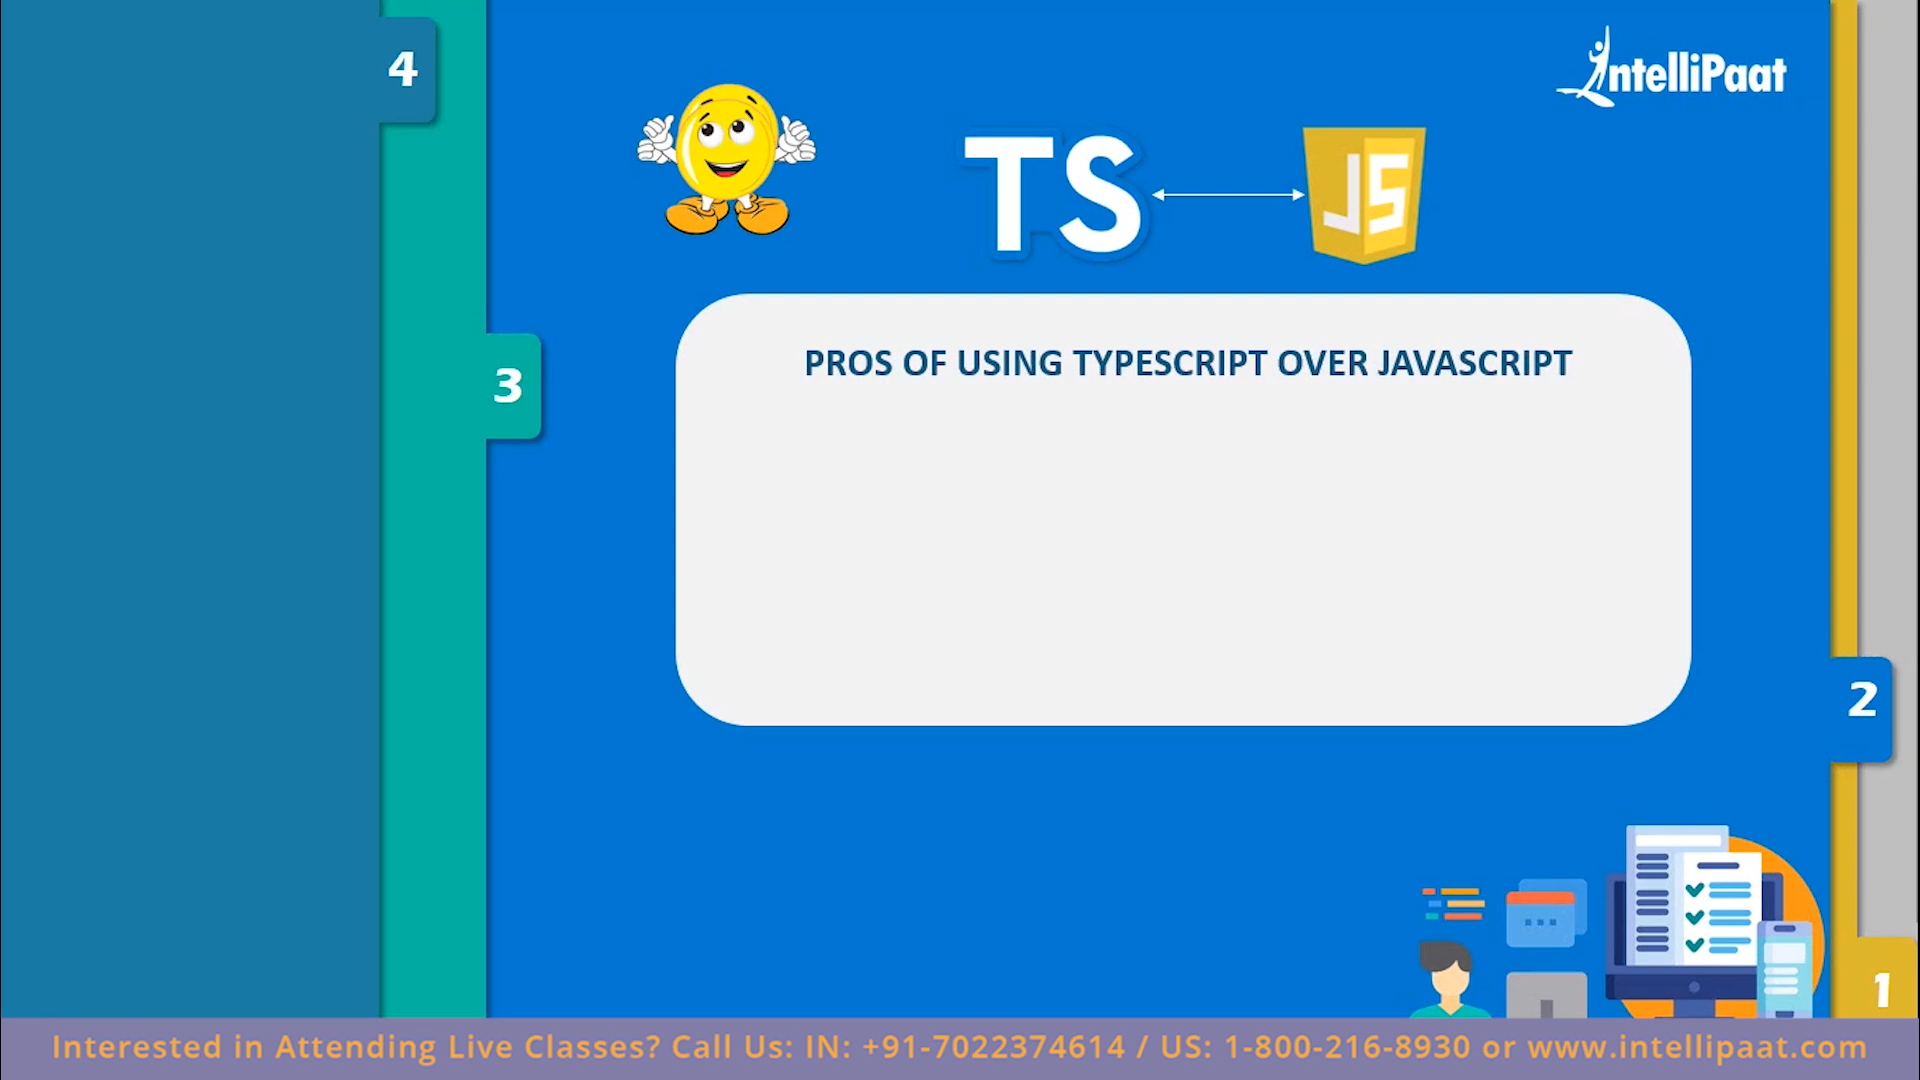 4
IntelliPaat
TS
JS
PROS OF USING TYPESCRIPT OVER JAVASCRIPT
3
2
1
Interested in Attending Live Classes? Call Us: IN: +91-7022374614 / US: 1-800-216-8930 or www.intellipaat.com